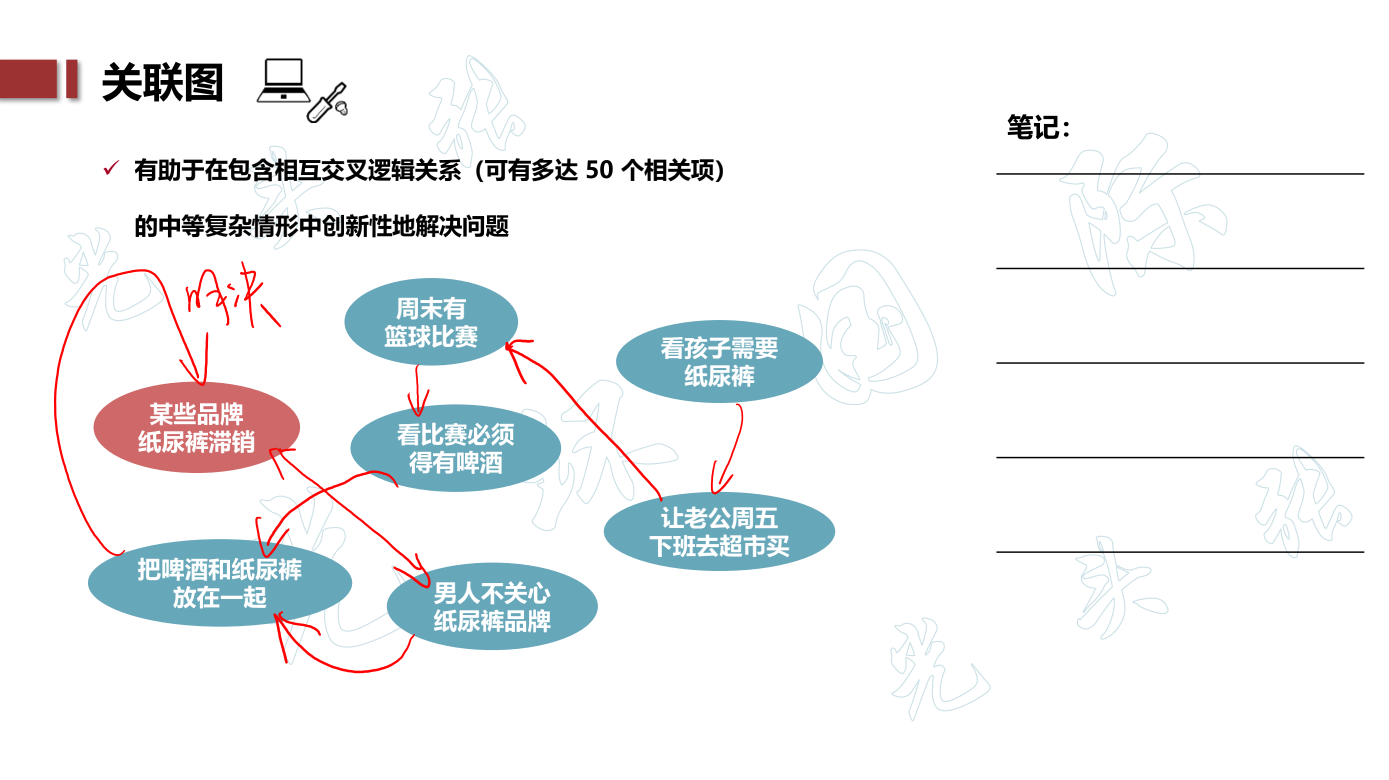 关联图
有助于在包含相互交叉逻辑关系（可有多达 50 个相关项）
的中等复杂情形中创新性地解决问题
笔记：
解决
周末有
篮球比赛
看孩子需要
纸尿裤
某些品牌
纸尿裤滞销
看比赛必须
得有啤酒
让老公周五
下班去超市买
把啤酒和纸尿裤
放在一起
男人不关心
纸尿裤品牌